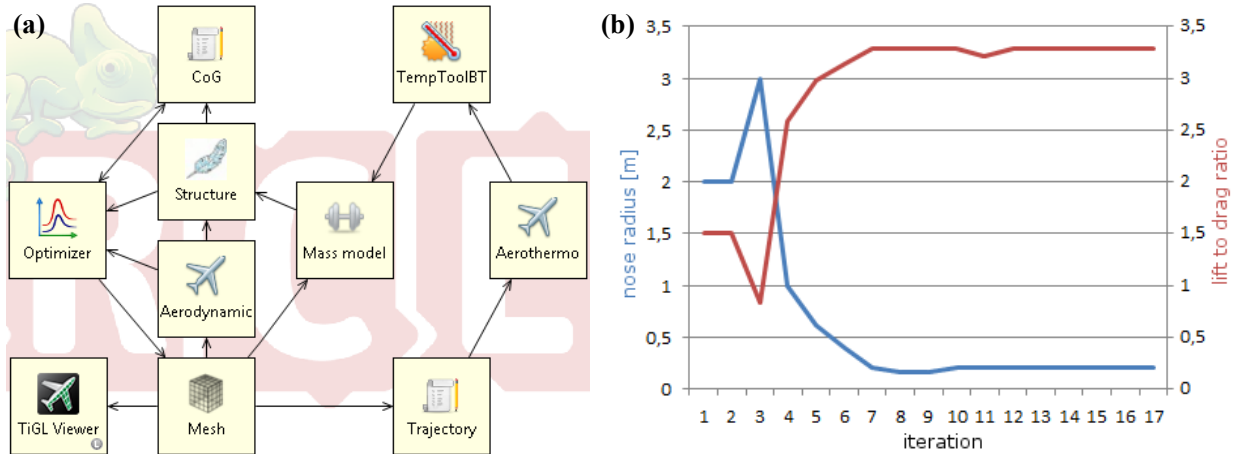 (a)
CoG
TempToolBT
Structure
Optimizer
Mass model
Aerothermo
Aerodynamic
TiGL Viewer
E
Mesh
Trajectory
RCE
(b)
3,5
3
2,5
2
1,5
1
0,5
0
nose radius [m]
3,5
3
2,5
2
1,5
1
0,5
0
lift to drag ratio
1 2 3 4 5 6 7 8 9 10 11 12 13 14 15 16 17
iteration